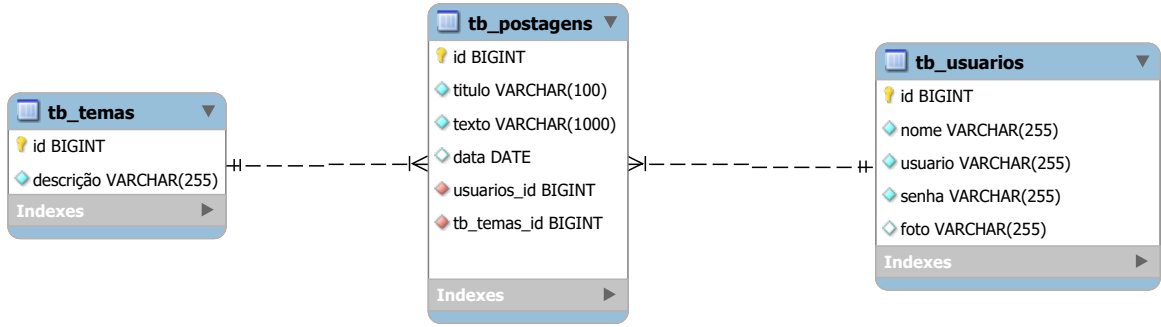 tb_temas
id BIGINT
descrição VARCHAR(255)
Indexes
tb_postagens
id BIGINT
titulo VARCHAR(100)
texto VARCHAR(1000)
data DATE
usuarios_id BIGINT
tb_temas_id BIGINT
Indexes
tb_usuarios
id BIGINT
nome VARCHAR(255)
usuario VARCHAR(255)
senha VARCHAR(255)
foto VARCHAR(255)
Indexes